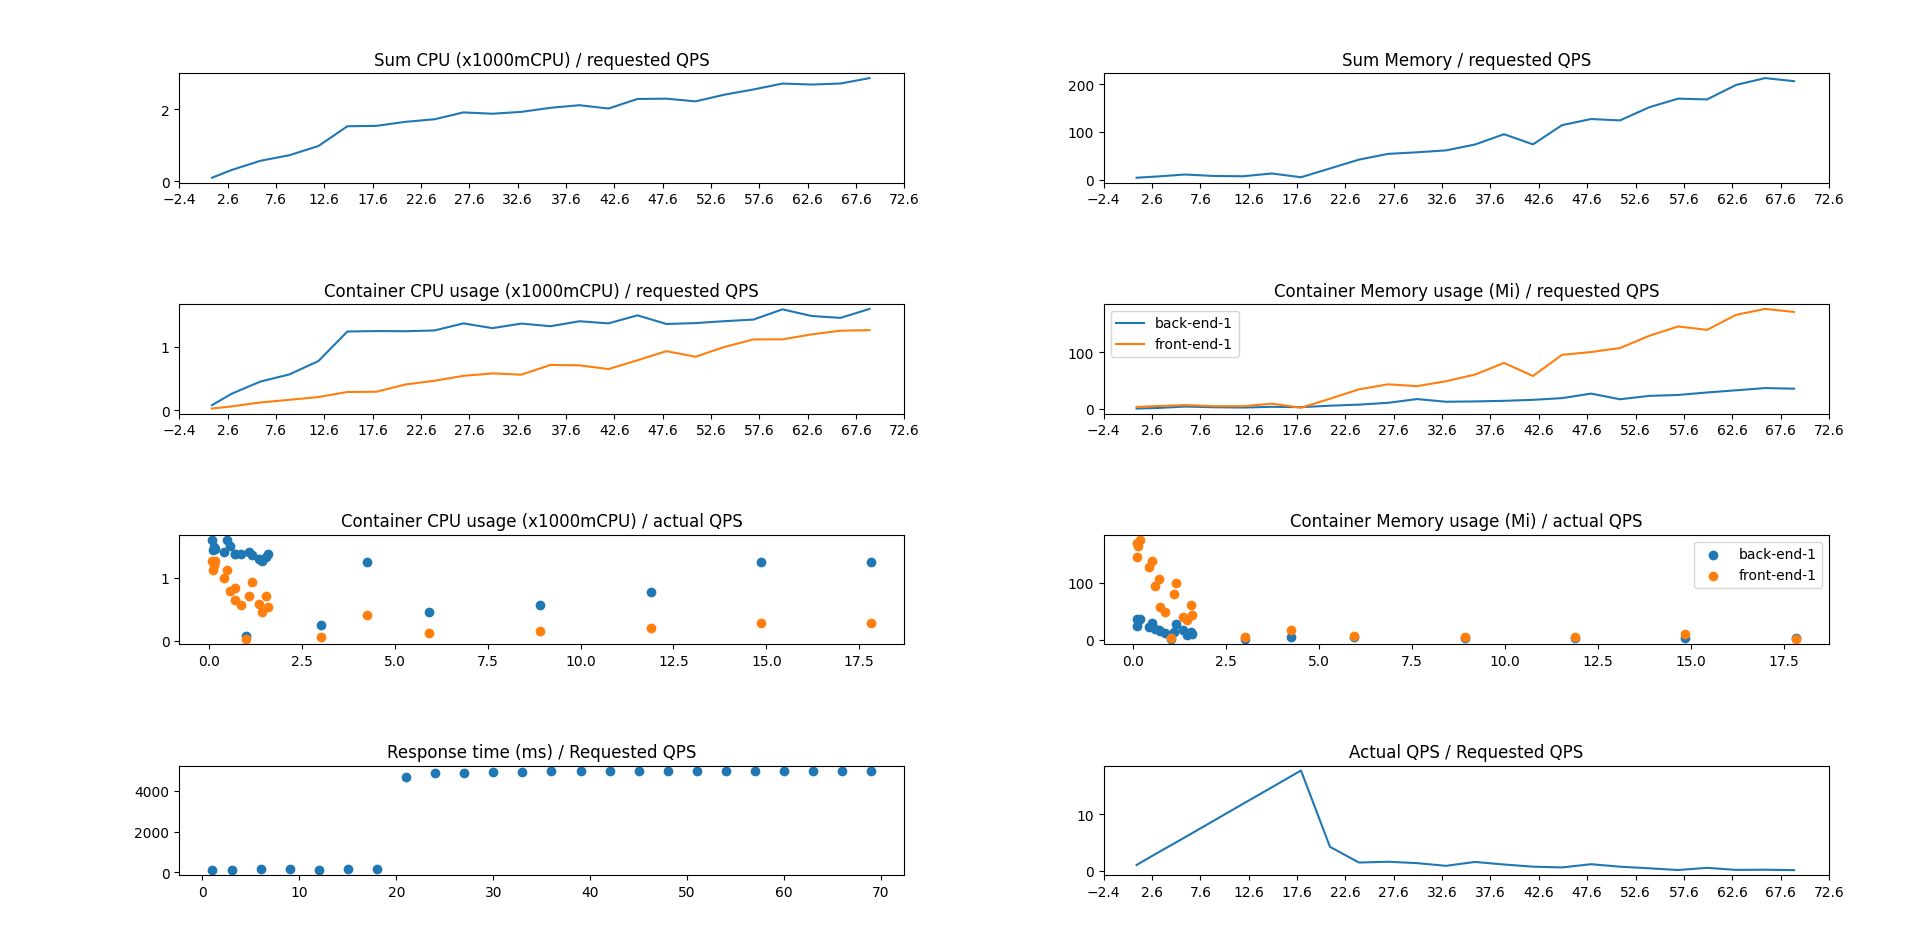 Sum CPU (x1000mCPU) / requested QPS
2
0
−2.4 2.6 7.6 12.6 17.6 22.6 27.6 32.6 37.6 42.6 47.6 52.6 57.6 62.6 67.6 72.6
Sum Memory / requested QPS
200
100
0
−2.4 2.6 7.6 12.6 17.6 22.6 27.6 32.6 37.6 42.6 47.6 52.6 57.6 62.6 67.6 72.6
Container CPU usage (x1000mCPU) / requested QPS
1
0
−2.4 2.6 7.6 12.6 17.6 22.6 27.6 32.6 37.6 42.6 47.6 52.6 57.6 62.6 67.6 72.6
Container Memory usage (Mi) / requested QPS
back-end-1
front-end-1
100
0
−2.4 2.6 7.6 12.6 17.6 22.6 27.6 32.6 37.6 42.6 47.6 52.6 57.6 62.6 67.6 72.6
Container CPU usage (x1000mCPU) / actual QPS
1
0
0.0 2.5 5.0 7.5 10.0 12.5 15.0 17.5
Container Memory usage (Mi) / actual QPS
back-end-1
front-end-1
100
0
0.0 2.5 5.0 7.5 10.0 12.5 15.0 17.5
Response time (ms) / Requested QPS
4000
2000
0
0 10 20 30 40 50 60 70
Actual QPS / Requested QPS
10
0
−2.4 2.6 7.6 12.6 17.6 22.6 27.6 32.6 37.6 42.6 47.6 52.6 57.6 62.6 67.6 72.6